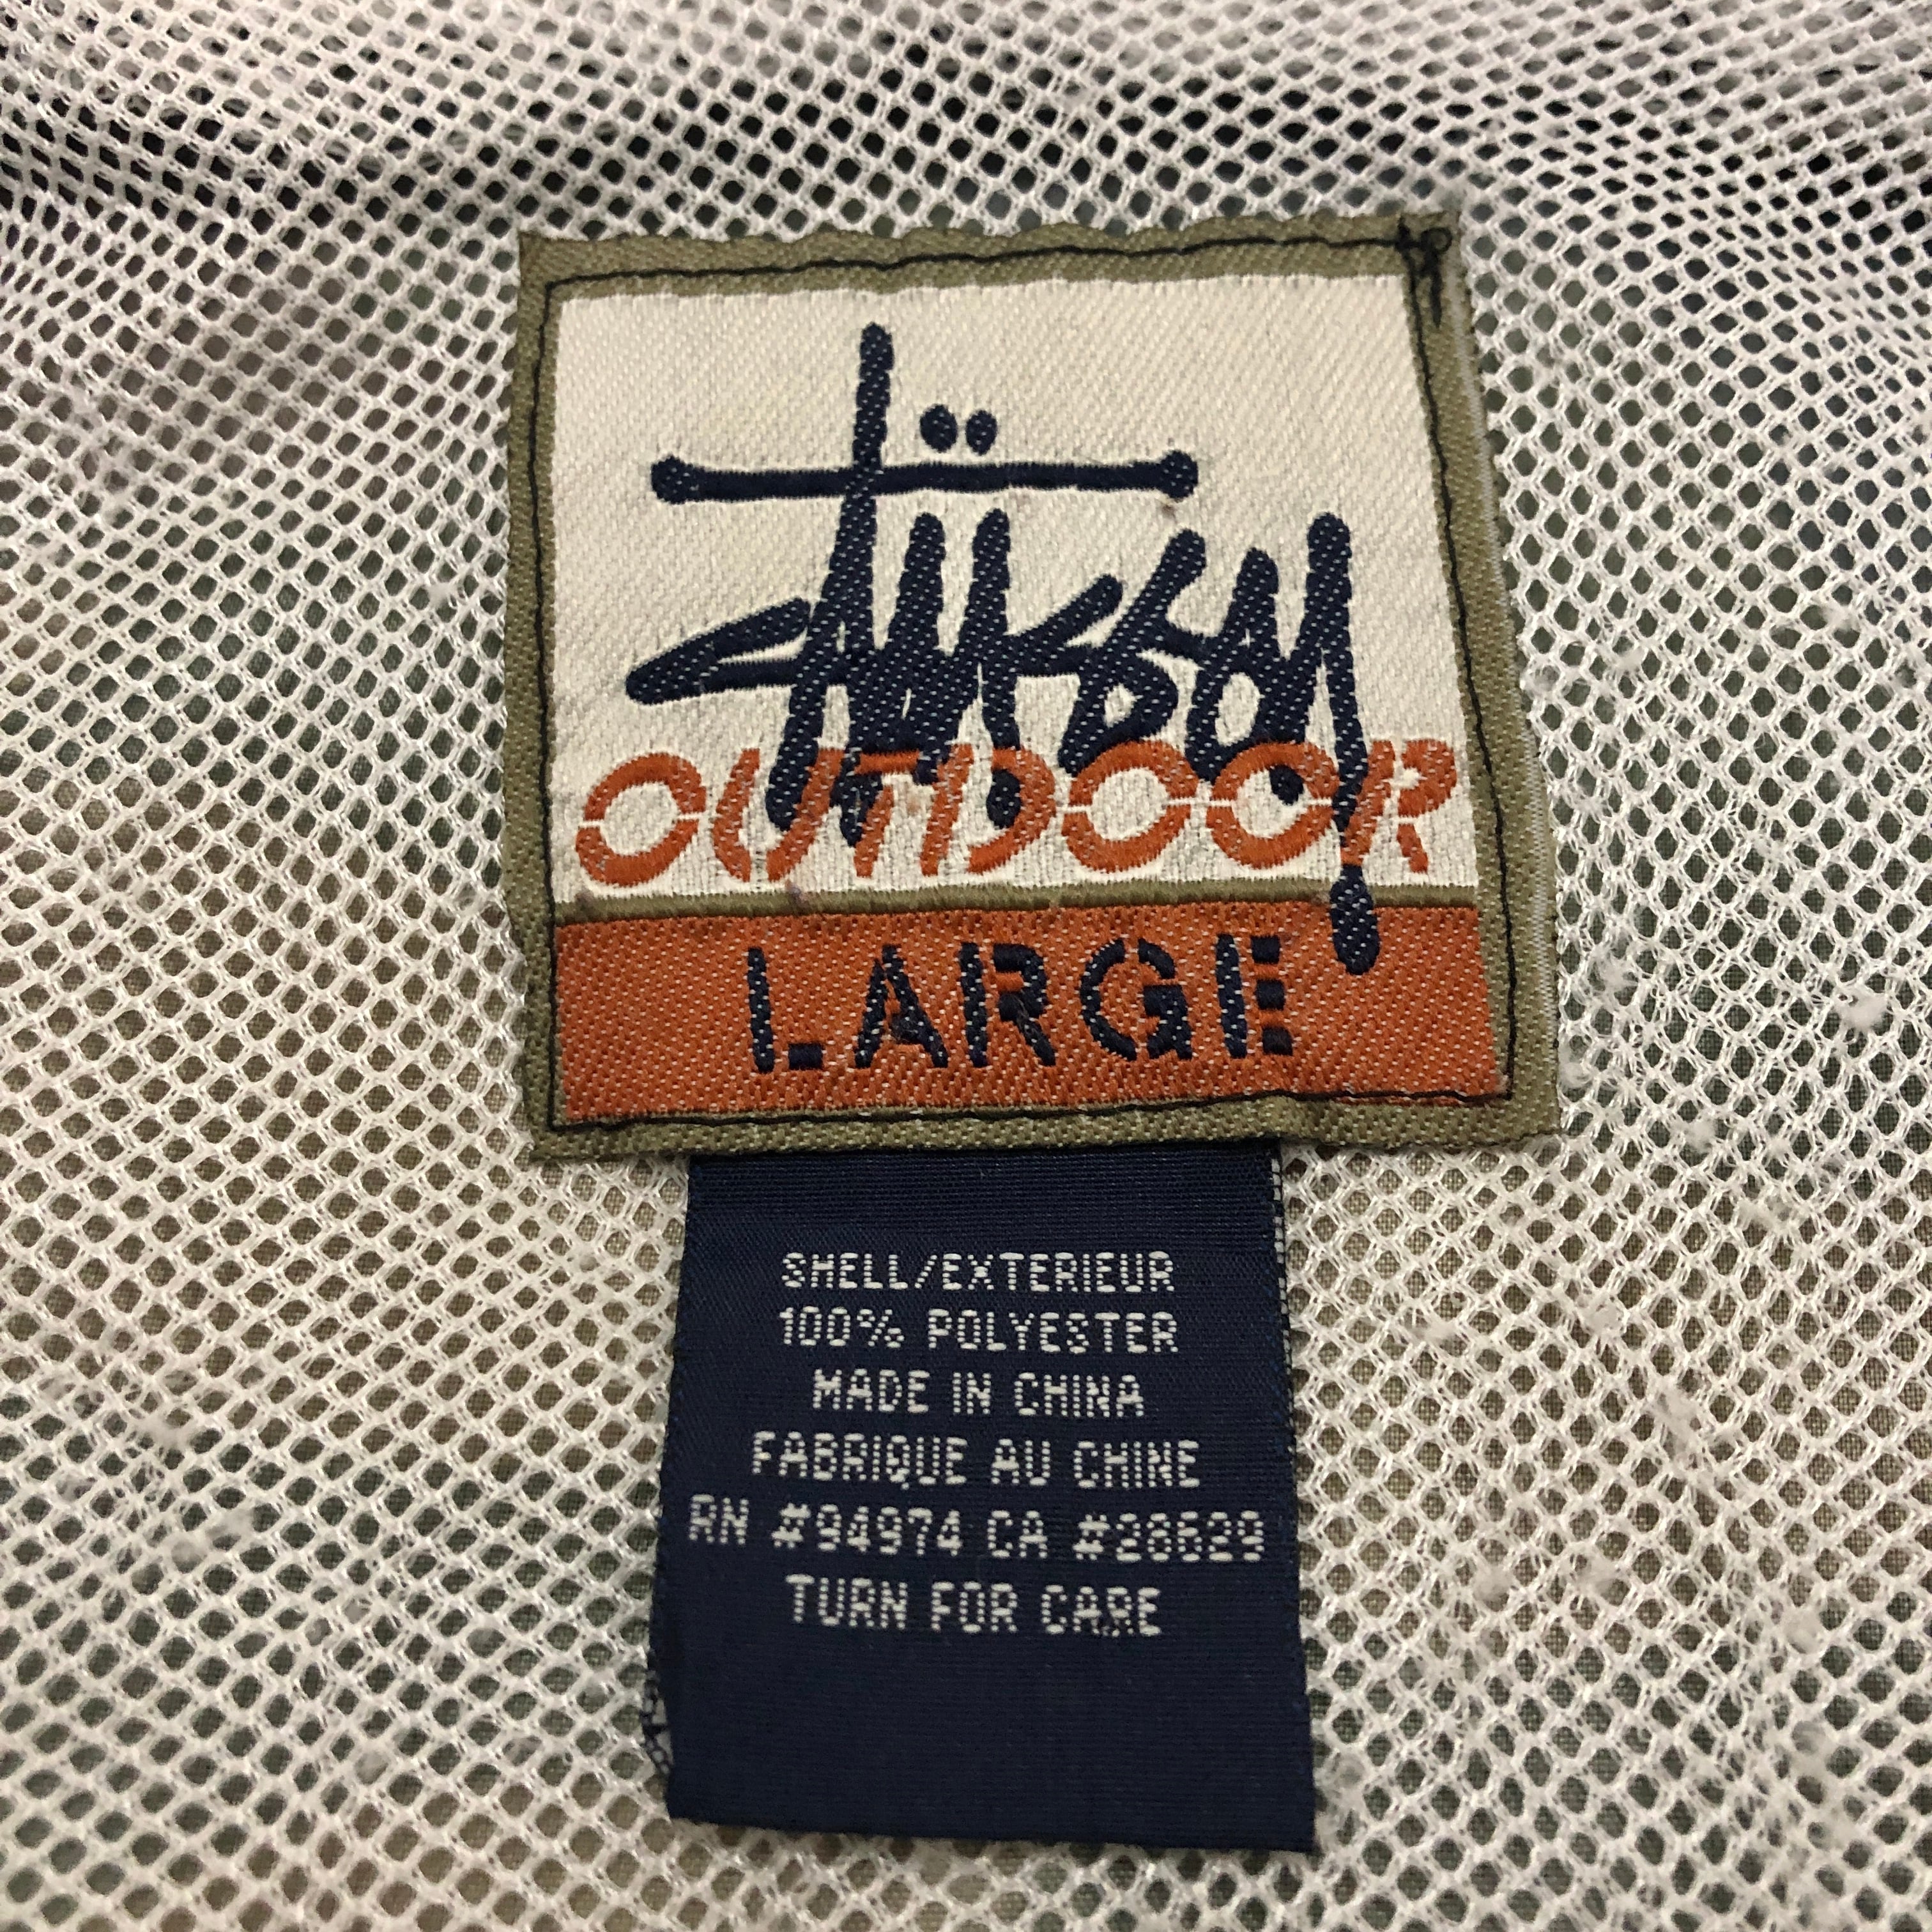 Stüssy
OUTDOOR
LARGE
SHELL/EXTERIEUR
100% POLYESTER
MADE IN CHINA
FABRIQUE AU CHINE
RN #94974 CA #28529
TURN FOR CARE